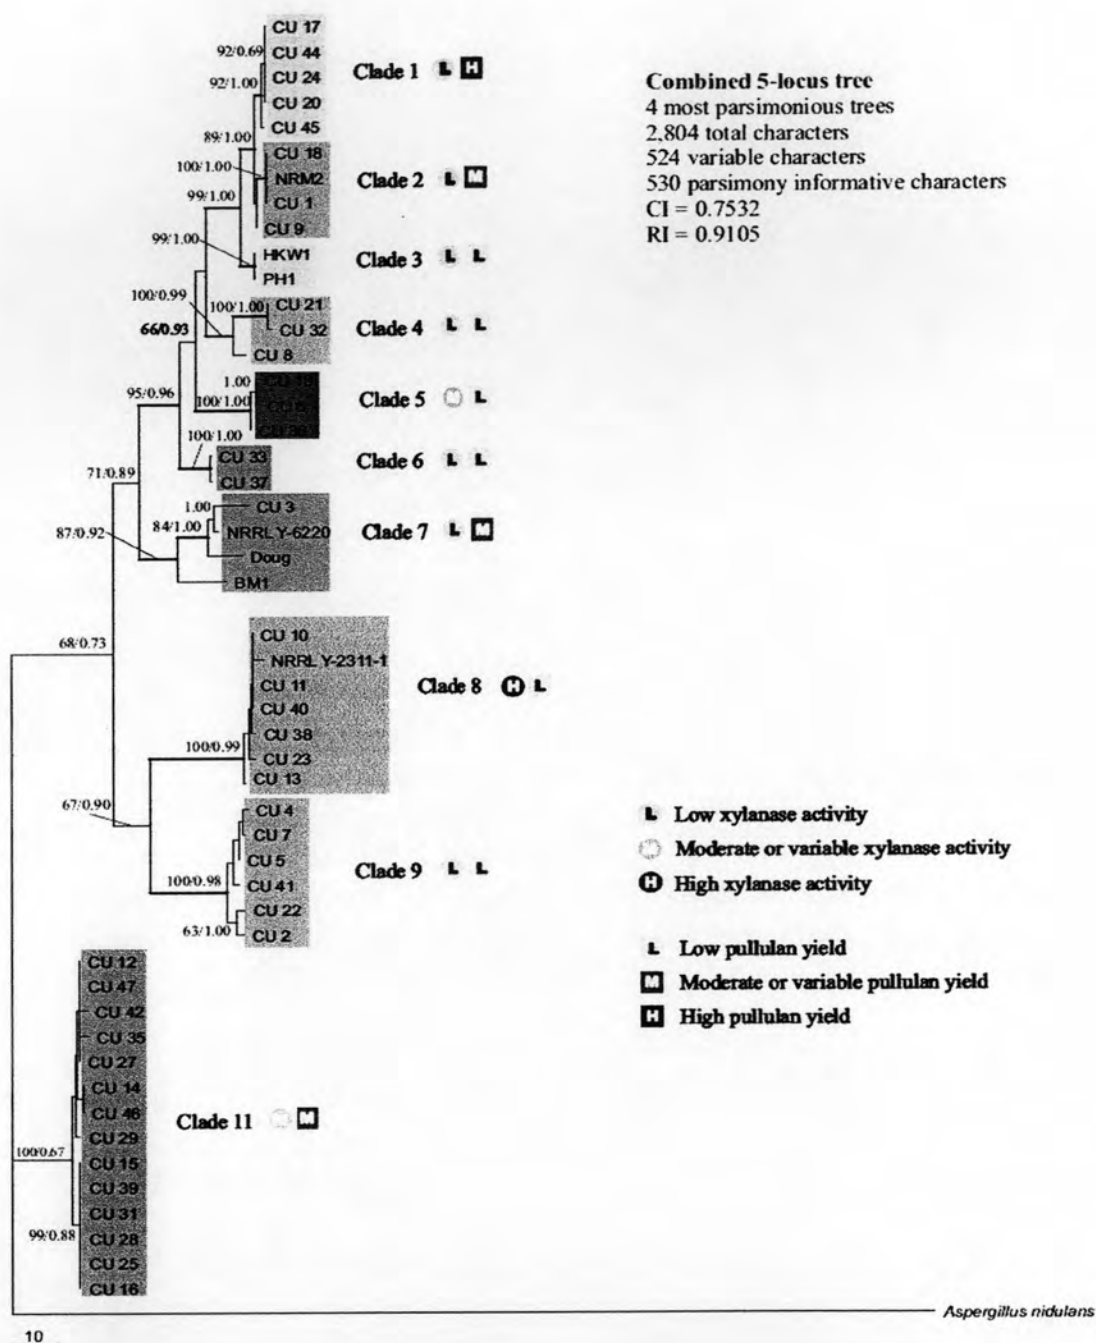 CU 17
92/0.69
CU 44
CU 24
92/1.00
CU 20
CU 45
Clade 1 L H
89/1.00
CU 18
100/1.00
NRM2
CU 1
CU 9
Clade 2 L M
99/1.00
99/1.00
HKW1
PH1
Clade 3 L L
100/0.99
100/1.00
CU 21
CU 32
CU 8
Clade 4 L L
66/0.93
1.00
100/1.00
Clade 5 L
95/0.96
100/1.00
CU 33
CU 37
Clade 6 L L
71/0.89
1.00
CU 3
84/1.00
NRRL Y-6220
87/0.92
Doug
BM1
Clade 7 L M
68/0.73
CU 10
NRRL Y-2311-1
CU 11
CU 40
CU 38
100/0.99
CU 23
CU 13
Clade 8 H L
67/0.90
CU 4
CU 7
CU 5
100/0.98
CU 41
CU 22
63/1.00
CU 2
Clade 9 L L
CU 12
CU 47
CU 42
CU 35
CU 27
CU 14
CU 46
CU 29
100/0.67
CU 15
CU 39
CU 31
99/0.88
CU 28
CU 25
CU 16
Clade 11 M
Aspergillus nidulans
10
Combined 5-locus tree
4 most parsimonious trees
2,804 total characters
524 variable characters
530 parsimony informative characters
CI = 0.7532
RI = 0.9105
L Low xylanase activity
Moderate or variable xylanase activity
H High xylanase activity
L Low pullulan yield
M Moderate or variable pullulan yield
H High pullulan yield